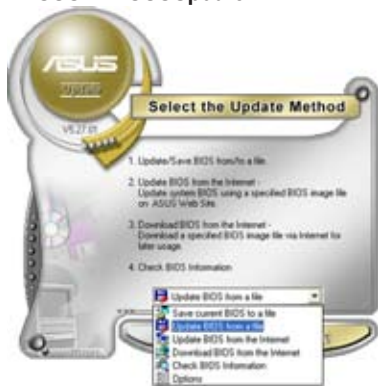 ASUS
Update
V6.27.01
Select the Update Method
1. Update/Save BIOS from/to a file.
2. Update BIOS from the Internet -
Update system BIOS using a specified BIOS image file
on ASUS Web Site.
3. Download BIOS from the Internet -
Download a specified BIOS image file via Internet for
later usage.
4. Check BIOS Information
Update BIOS from a file
Save current BIOS to a file
Update BIOS from a file
Update BIOS from the Internet
Download BIOS from the Internet
Check BIOS Information
Options